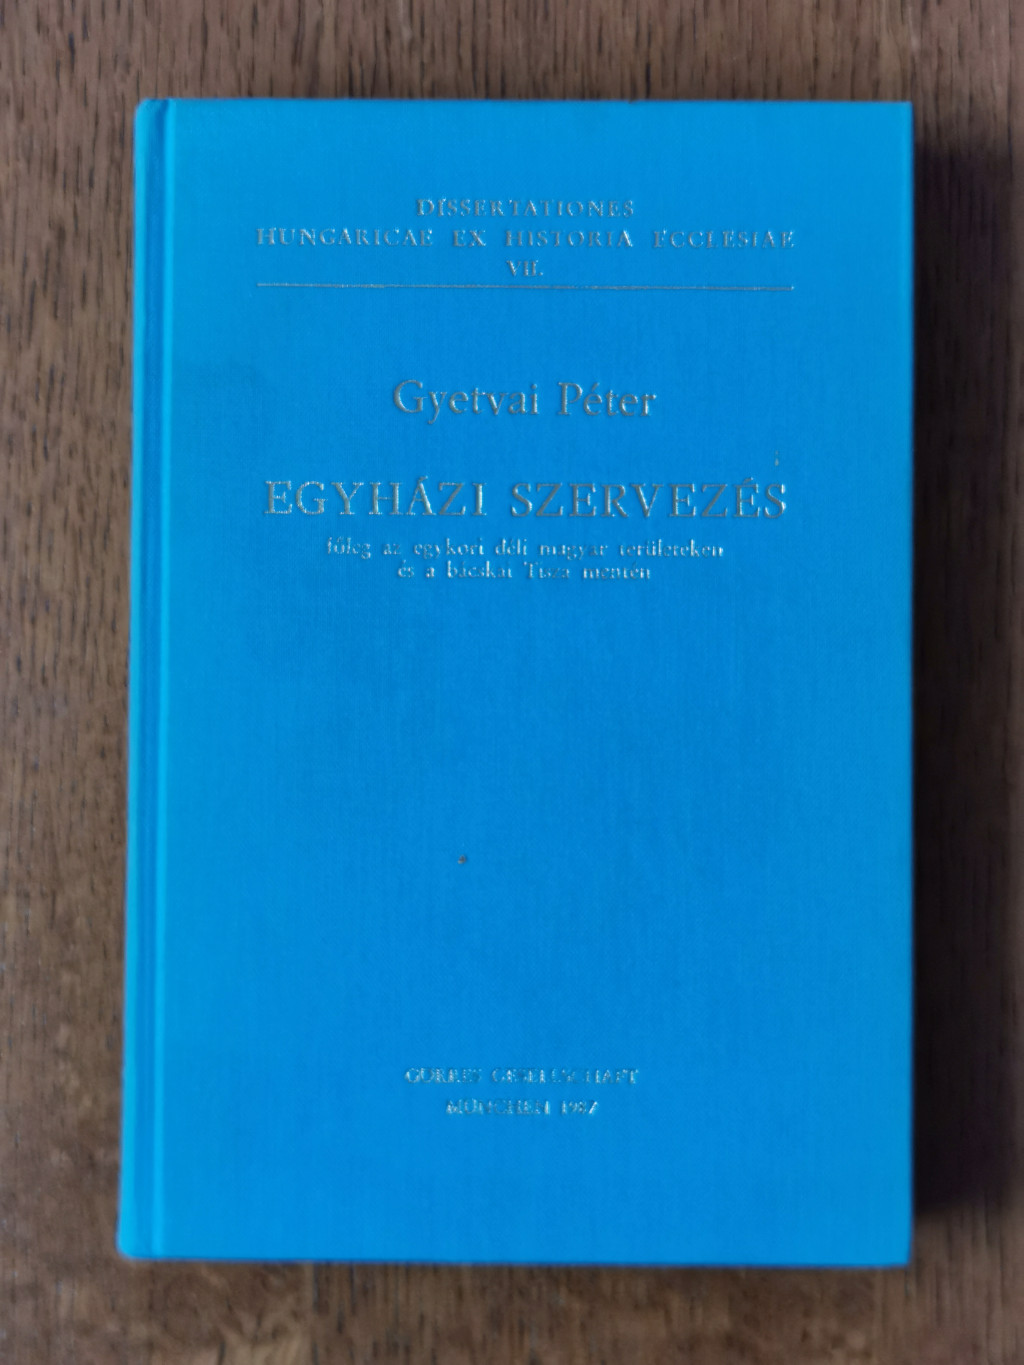 DISSERTATIONES
HUNGARICAE EX HISTORIA ECCLESIAE
VII.
Gyetvai Péter
EGYHÁZI SZERVEZÉS
főleg az egykori déli magyar területeken
és a bácskai Tisza mentén
GÖRRES GESELLSCHAFT
MÜNCHEN 1987